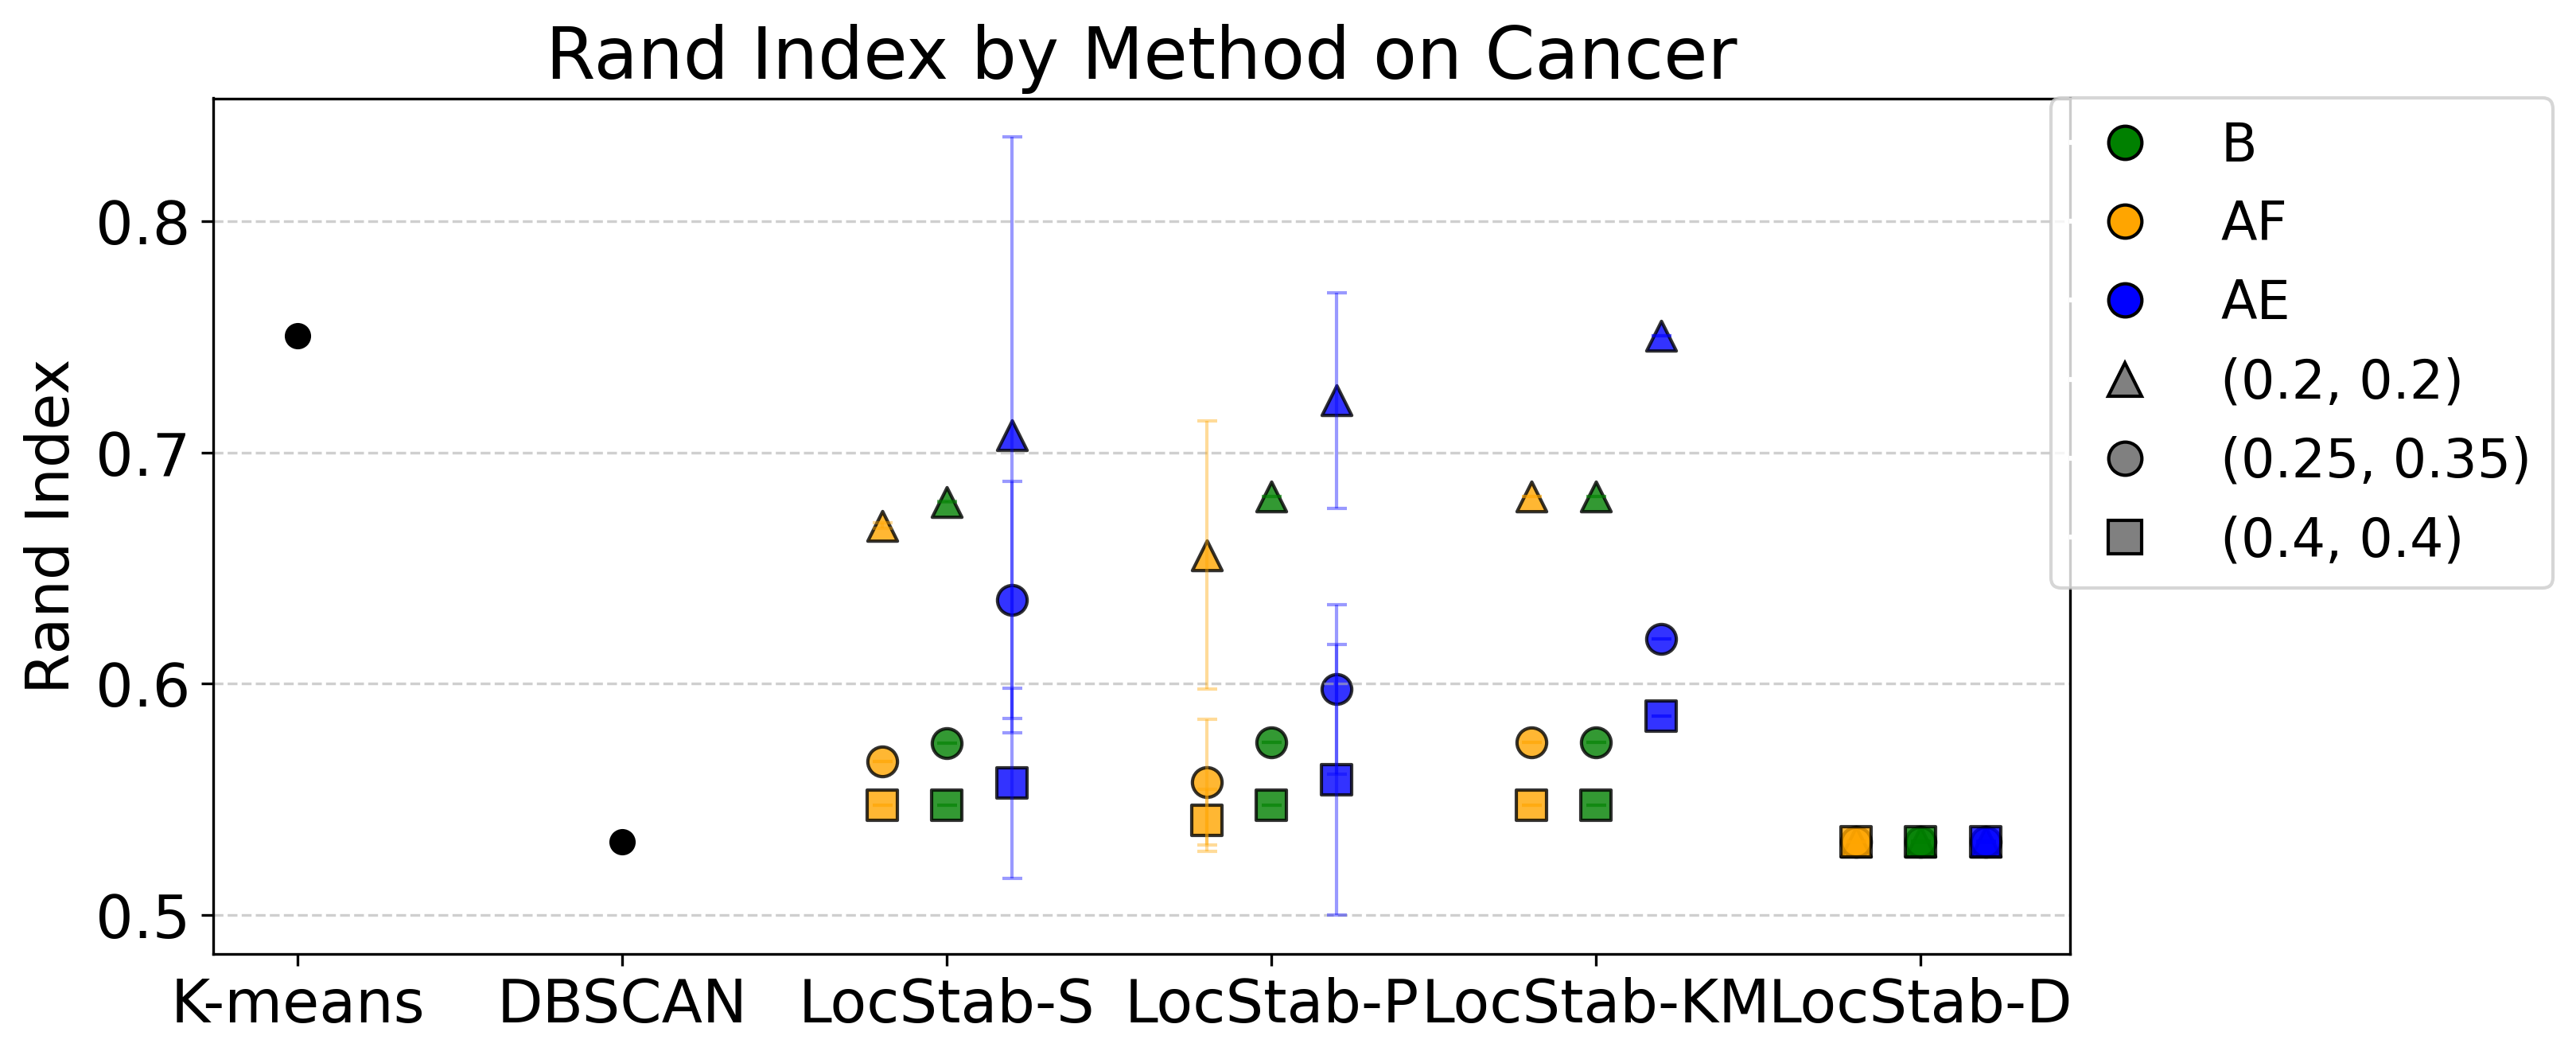 Rand Index by Method on Cancer
Rand Index
0.8
0.7
0.6
0.5
K-means DBSCAN LocStab-S LocStab-P LocStab-KM LocStab-D
B
AF
AE
(0.2, 0.2)
(0.25, 0.35)
(0.4, 0.4)